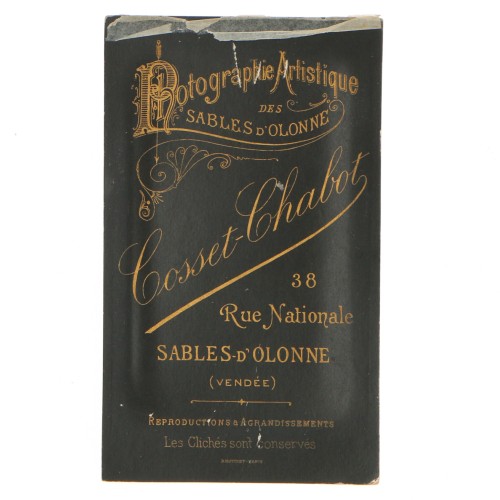 Photographie Artistique
DES
SABLES D'OLONNE
Cosset-Chabot
38
Rue Nationale
SABLES-D'OLONNE
(VENDÉE)
REPRODUCTIONS & AGRANDISSEMENTS
Les Clichés sont conservés